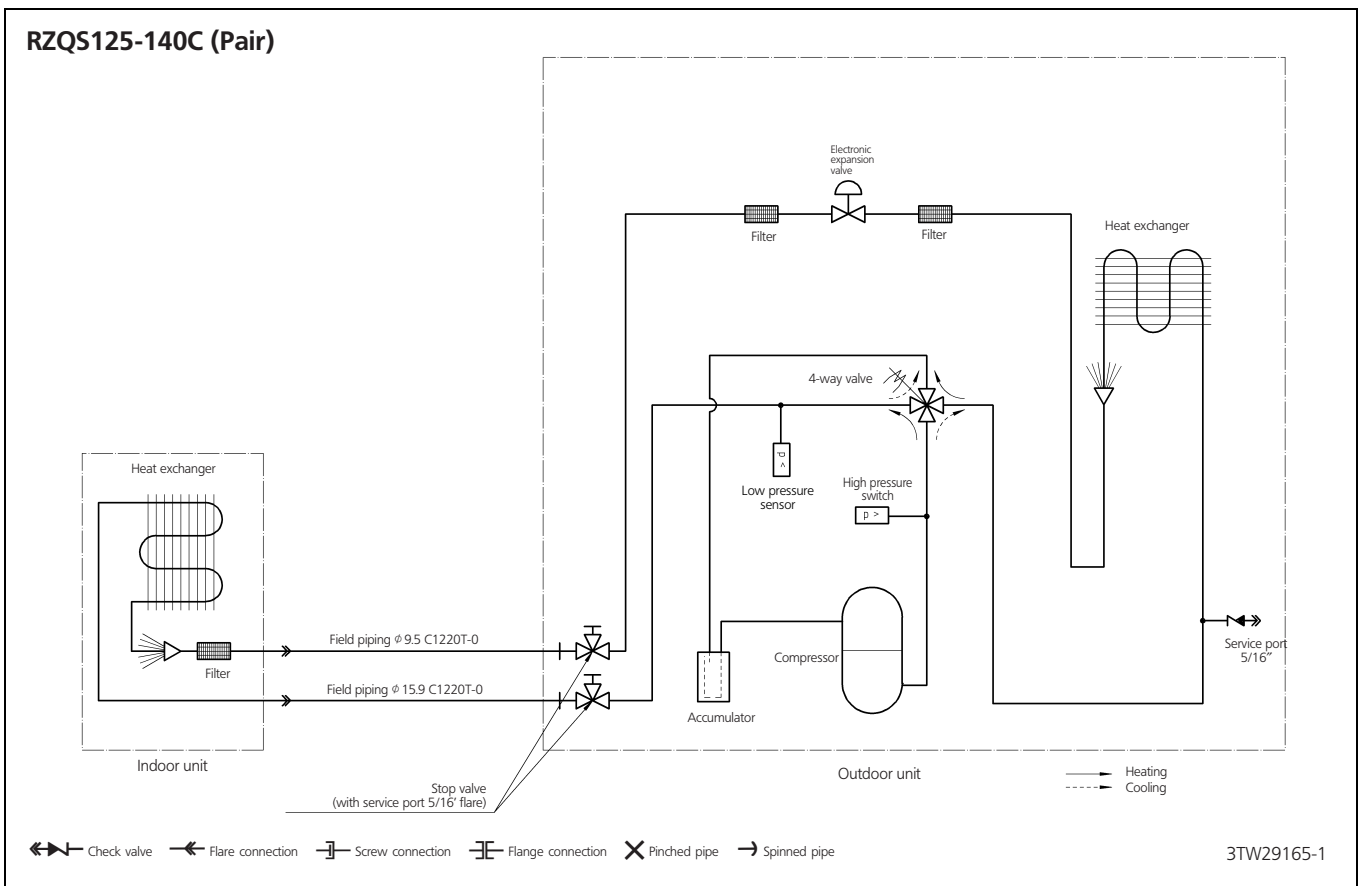 RZQS125-140C (Pair)
Electronic
expansion
valve
Filter
Filter
Heat exchanger
4-way valve
Heat exchanger
p <
Low pressure
sensor
High pressure
switch
p >
Field piping ϕ 9.5 C1220T-0
Filter
Compressor
Service port
5/16″
Field piping ϕ 15.9 C1220T-0
Accumulator
Indoor unit
Outdoor unit
Heating
Cooling
Stop valve
(with service port 5/16′ flare)
Check valve
Flare connection
Screw connection
Flange connection
Pinched pipe
Spinned pipe
3TW29165-1